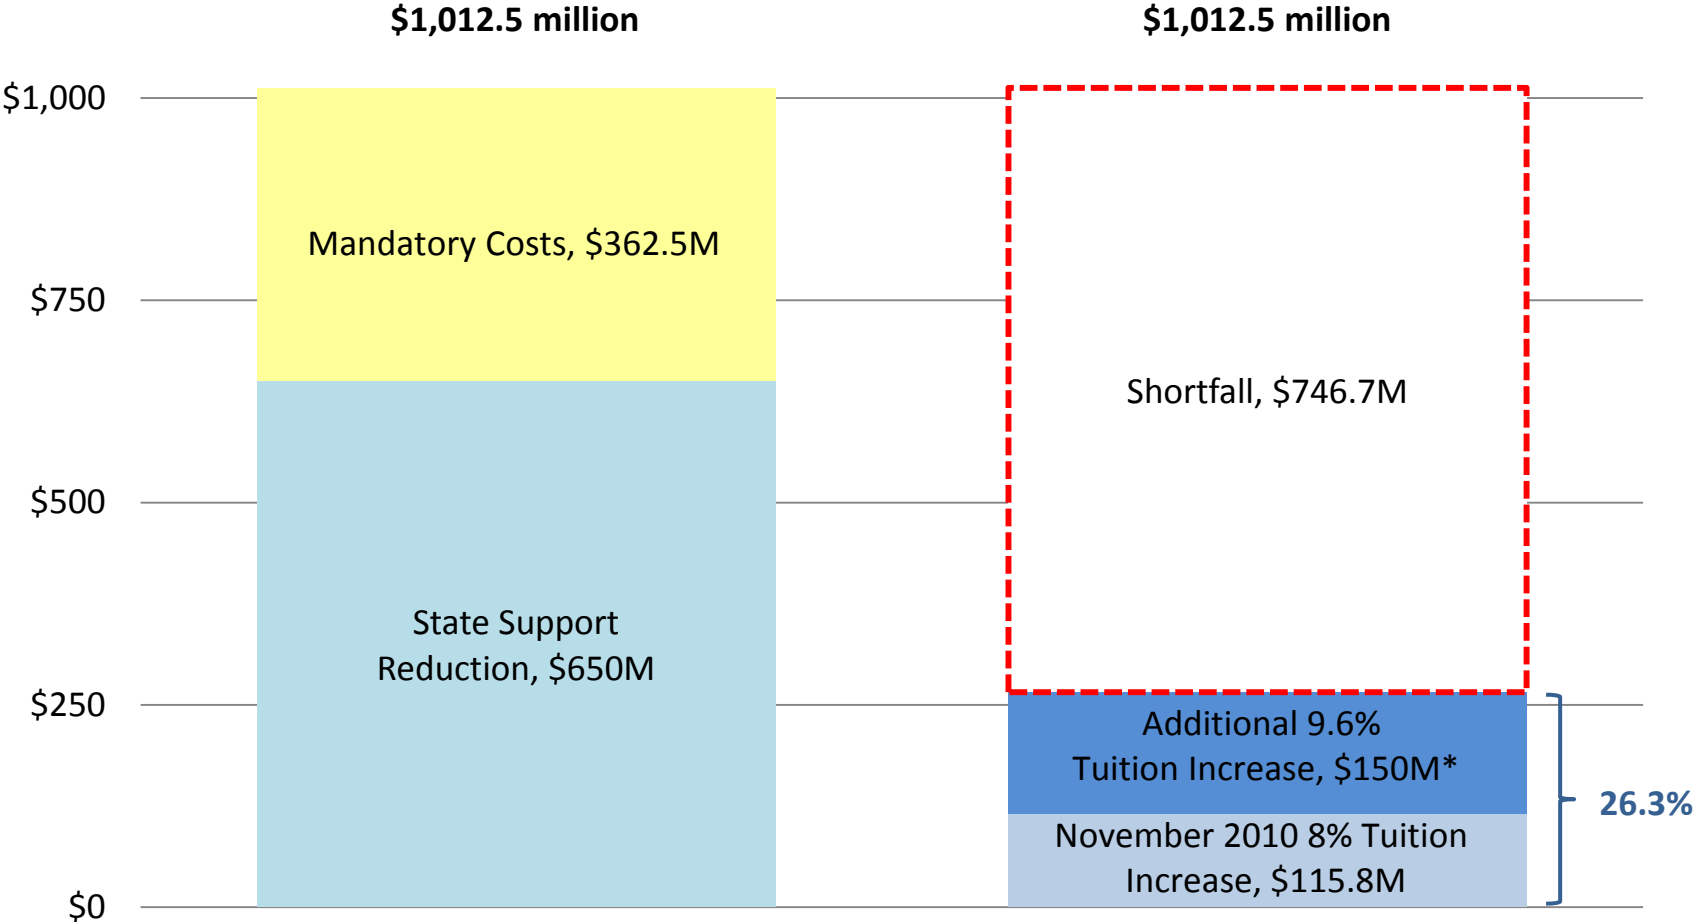 $1,012.5 million
$1,012.5 million
$1,000
$750
$500
$250
$0
Mandatory Costs, $362.5M
State Support
Reduction, $650M
Shortfall, $746.7M
Additional 9.6%
Tuition Increase, $150M*
November 2010 8% Tuition
Increase, $115.8M
26.3%